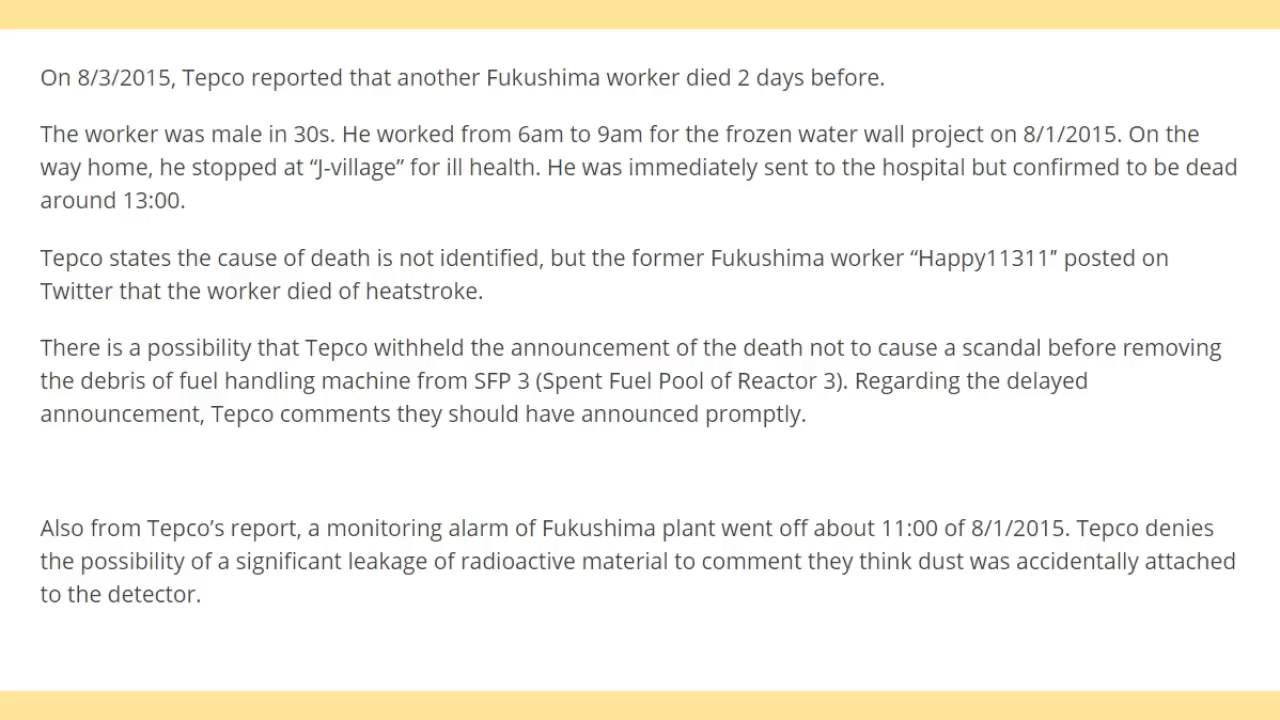 On 8/3/2015, Tepco reported that another Fukushima worker died 2 days before.
The worker was male in 30s. He worked from 6am to 9am for the frozen water wall project on 8/1/2015. On the
way home, he stopped at “J-village” for ill health. He was immediately sent to the hospital but confirmed to be dead
around 13:00.
Tepco states the cause of death is not identified, but the former Fukushima worker “Happy11311″ posted on
Twitter that the worker died of heatstroke.
There is a possibility that Tepco withheld the announcement of the death not to cause a scandal before removing
the debris of fuel handling machine from SFP 3 (Spent Fuel Pool of Reactor 3). Regarding the delayed
announcement, Tepco comments they should have announced promptly.
Also from Tepco’s report, a monitoring alarm of Fukushima plant went off about 11:00 of 8/1/2015. Tepco denies
the possibility of a significant leakage of radioactive material to comment they think dust was accidentally attached
to the detector.